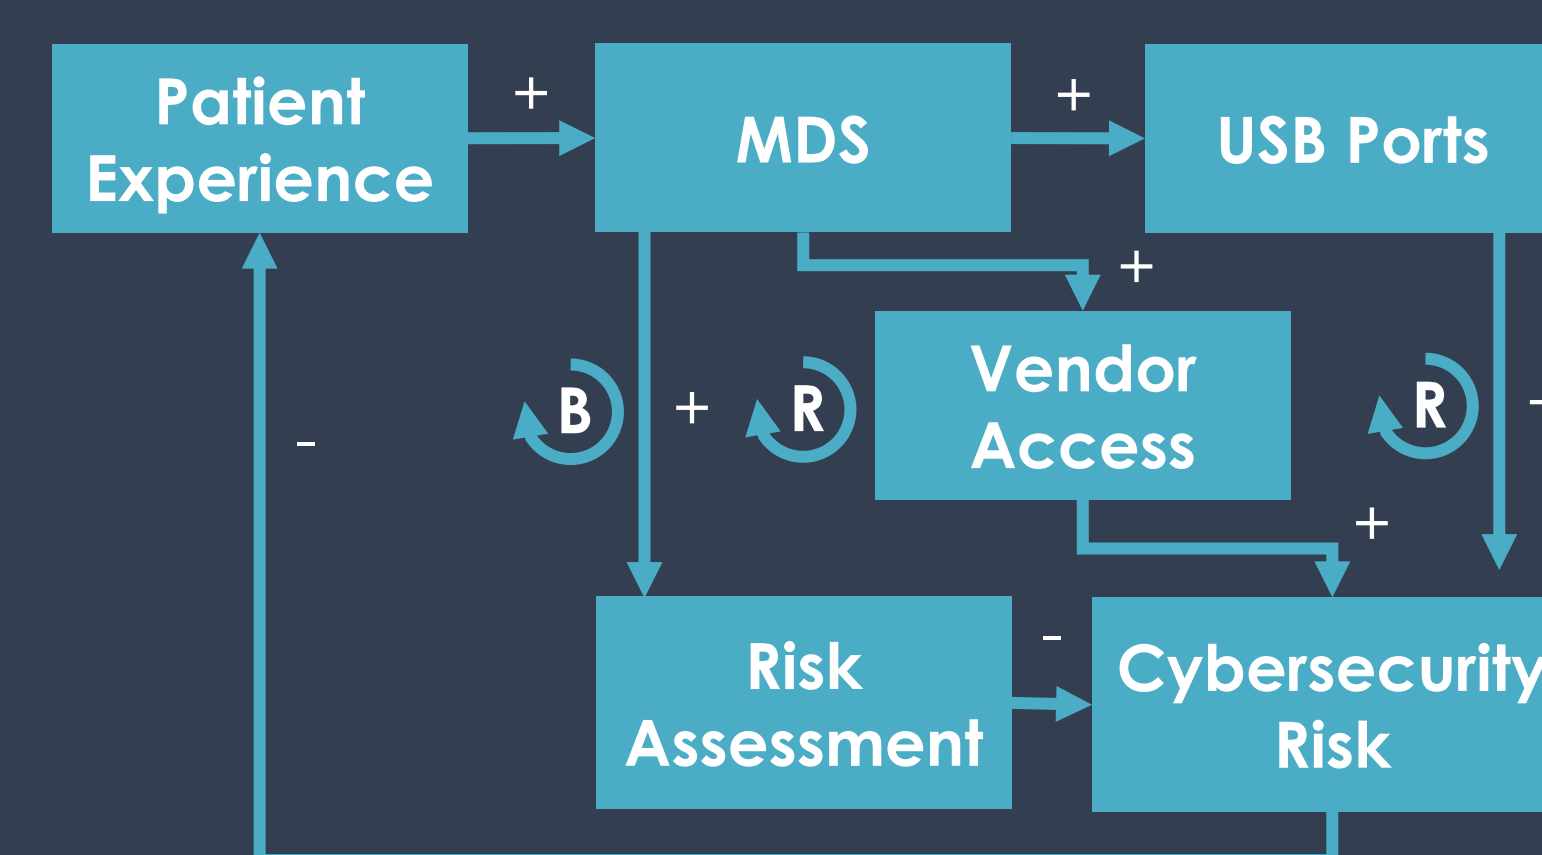 Patient
Experience
+
MDS
+
USB Ports
+
Vendor
Access
B
+
R
R
-
-
+
Risk
Assessment
-
Cybersecurity
Risk